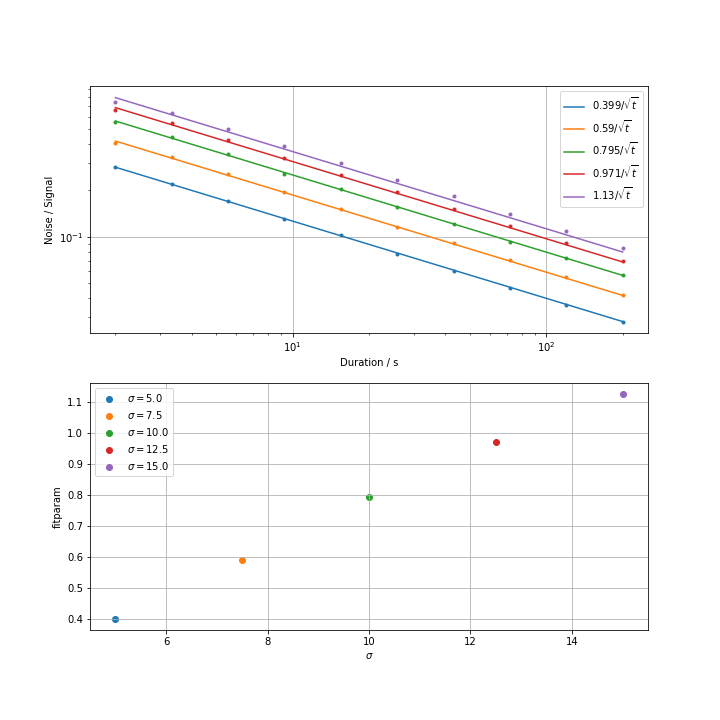 0.399/√t
0.59/√t
0.795/√t
0.971/√t
1.13/√t
Noise / Signal
10⁻¹
10¹
10²
Duration / s
σ = 5.0
σ = 7.5
σ = 10.0
σ = 12.5
σ = 15.0
fitparam
1.1
1.0
0.9
0.8
0.7
0.6
0.5
0.4
6 8 10 12 14
σ